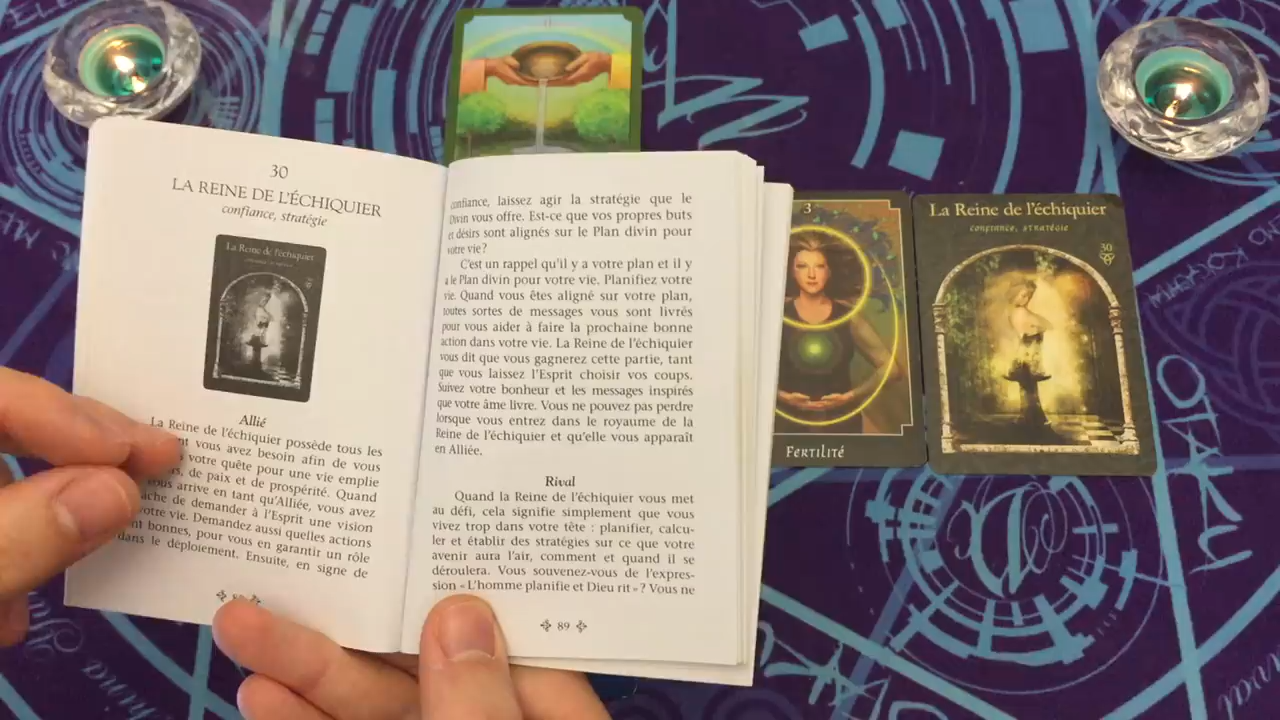 30
LA REINE DE L'ÉCHIQUIER
confiance, stratégie
La Reine de l'échiquier
Allié
La Reine de l'échiquier possède tous les
nt vous avez besoin afin de vous
votre quête pour une vie emplie
s, de paix et de prospérité. Quand
ous arrive en tant qu'Alliée, vous avez
âche de demander à l'Esprit une vision
votre vie. Demandez aussi quelles actions
nt bonnes, pour vous en garantir un rôle
dans le déploiement. Ensuite, en signe de
confiance, laissez agir la stratégie que le
Divin vous offre. Est-ce que vos propres buts
et désirs sont alignés sur le Plan divin pour
votre vie?
C'est un rappel qu'il y a votre plan et il y
a le Plan divin pour votre vie. Planifiez votre
vie. Quand vous êtes aligné sur votre plan,
toutes sortes de messages vous sont livrés
pour vous aider à faire la prochaine bonne
action dans votre vie. La Reine de l'échiquier
vous dit que vous gagnerez cette partie, tant
que vous laissez l'Esprit choisir vos coups.
Suivez votre bonheur et les messages inspirés
que votre âme livre. Vous ne pouvez pas perdre
lorsque vous entrez dans le royaume de la
Reine de l'échiquier et qu'elle vous apparaît
en Alliée.
Rival
Quand la Reine de l'échiquier vous met
au défi, cela signifie simplement que vous
vivez trop dans votre tête : planifier, calcu-
ler et établir des stratégies sur ce que votre
avenir aura l'air, comment et quand il se
déroulera. Vous souvenez-vous de l'expres-
sion « L'homme planifie et Dieu rit » ? Vous ne
89
3
Fertilité
La Reine de l'échiquier
confiance, stratégie
30
OTAKU